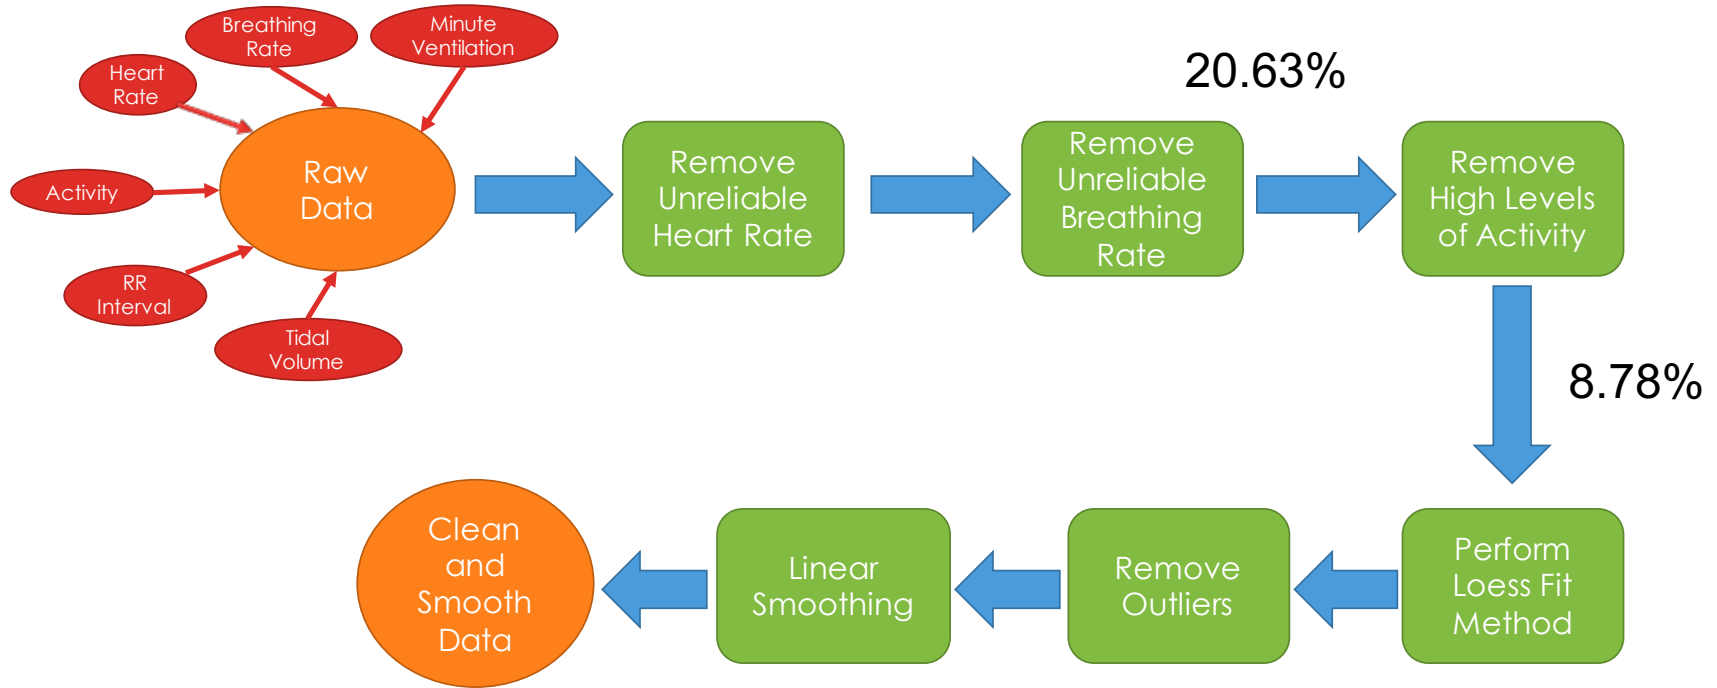 Breathing
Rate
Minute
Ventilation
Heart
Rate
Activity
RR
Interval
Tidal
Volume
Raw
Data
Remove
Unreliable
Heart Rate
20.63%
Remove
Unreliable
Breathing
Rate
Remove
High Levels
of Activity
8.78%
Perform
Loess Fit
Method
Remove
Outliers
Linear
Smoothing
Clean
and
Smooth
Data